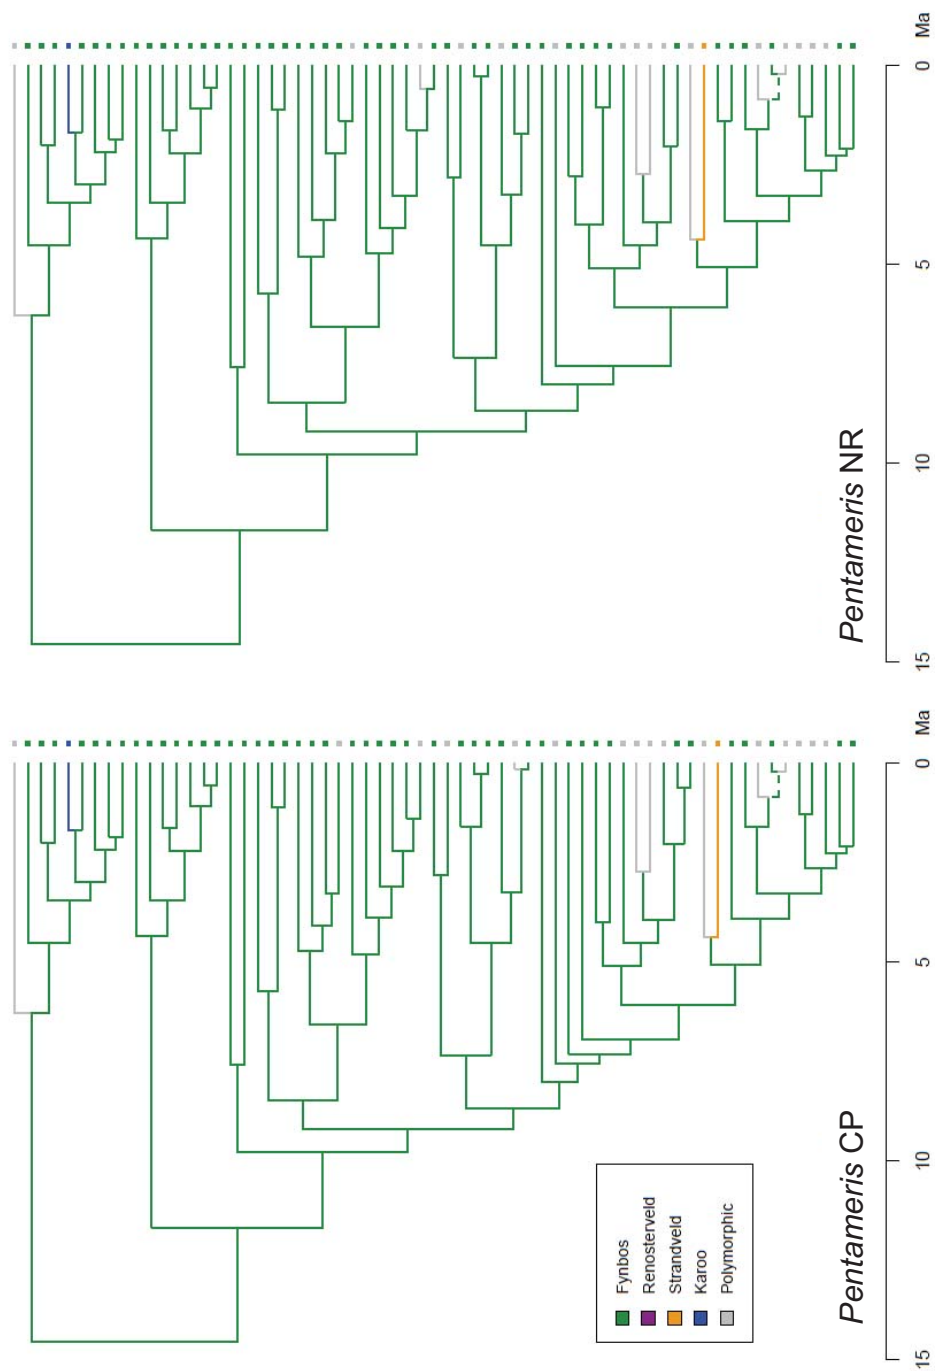 Pentameris CP
15
10
5
0
Ma
Fynbos
Renosterveld
Strandveld
Karoo
Polymorphic
Pentameris NR
15
10
5
0
Ma